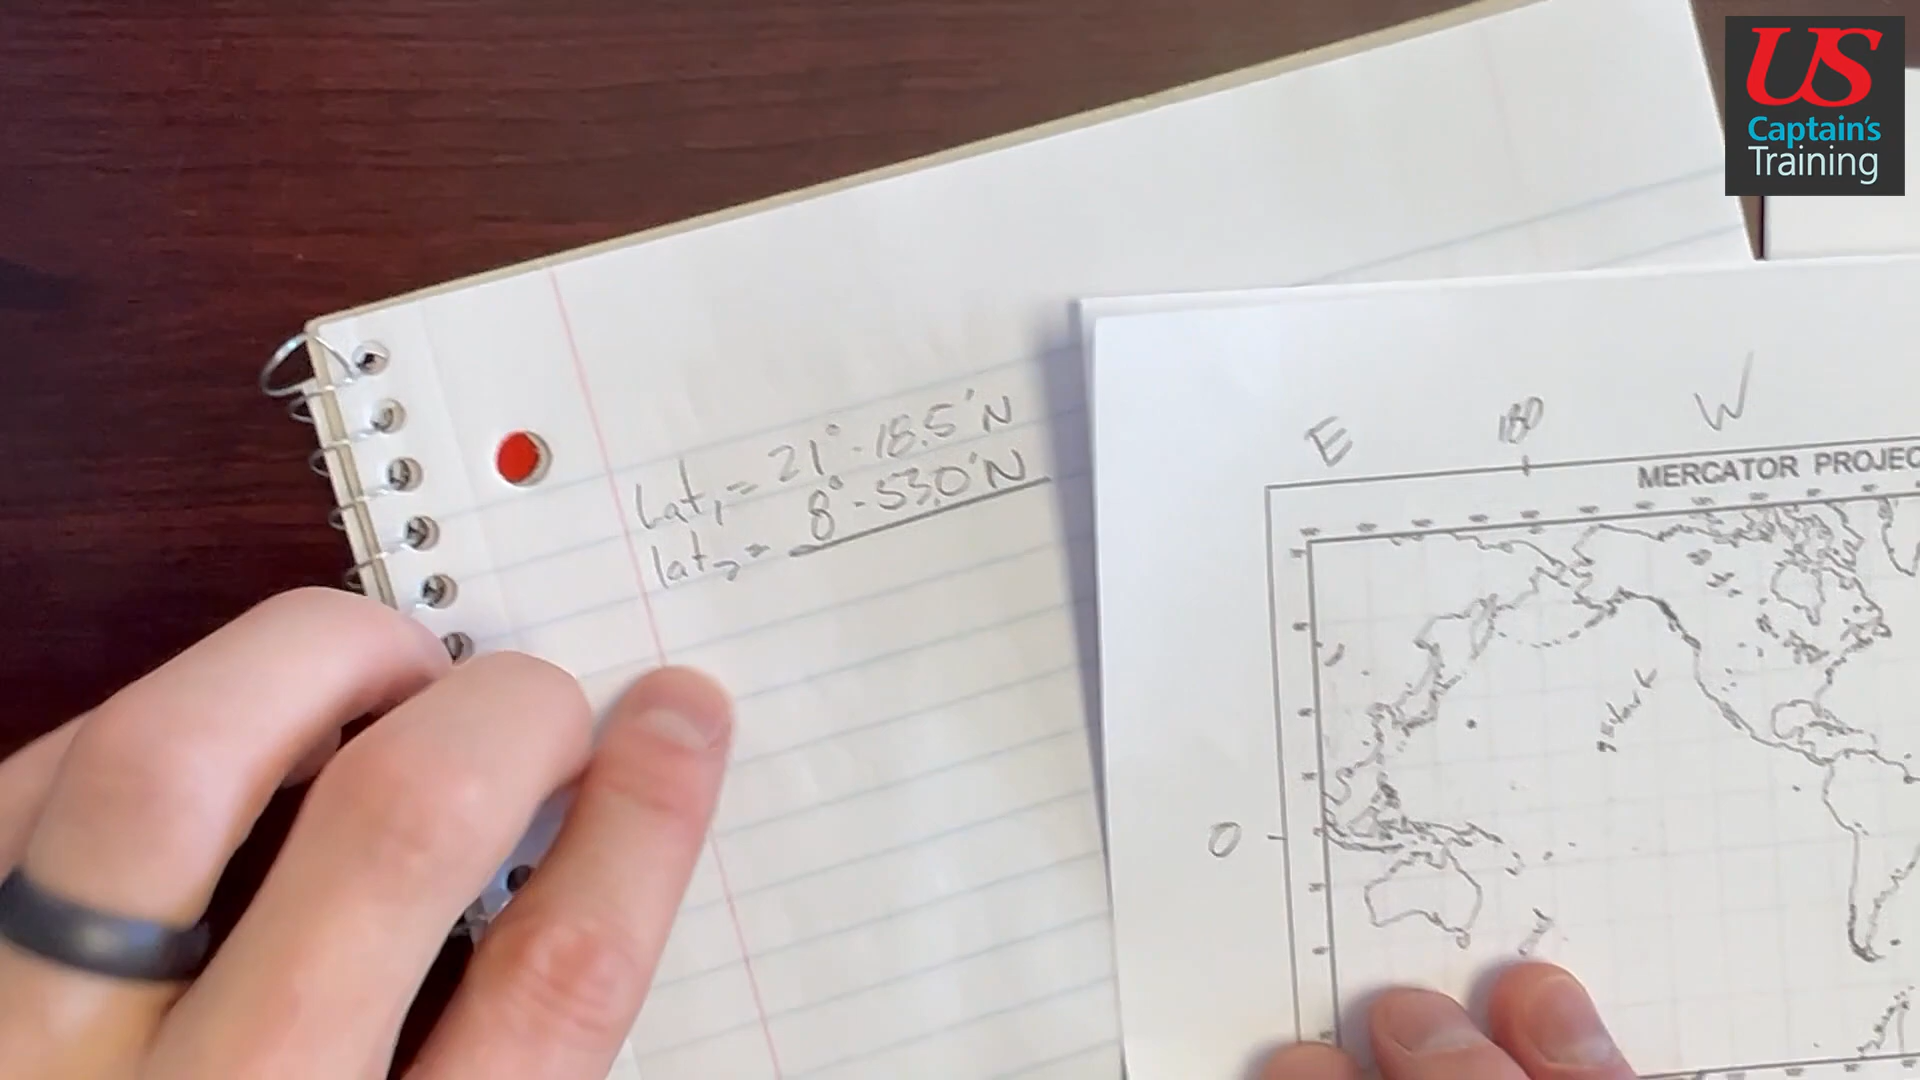 US
Captain's
Training
Lat₁ = 21°-18.5'N
Lat₂ = 8°-53.0'N
E
180
W
MERCATOR PROJEC
0